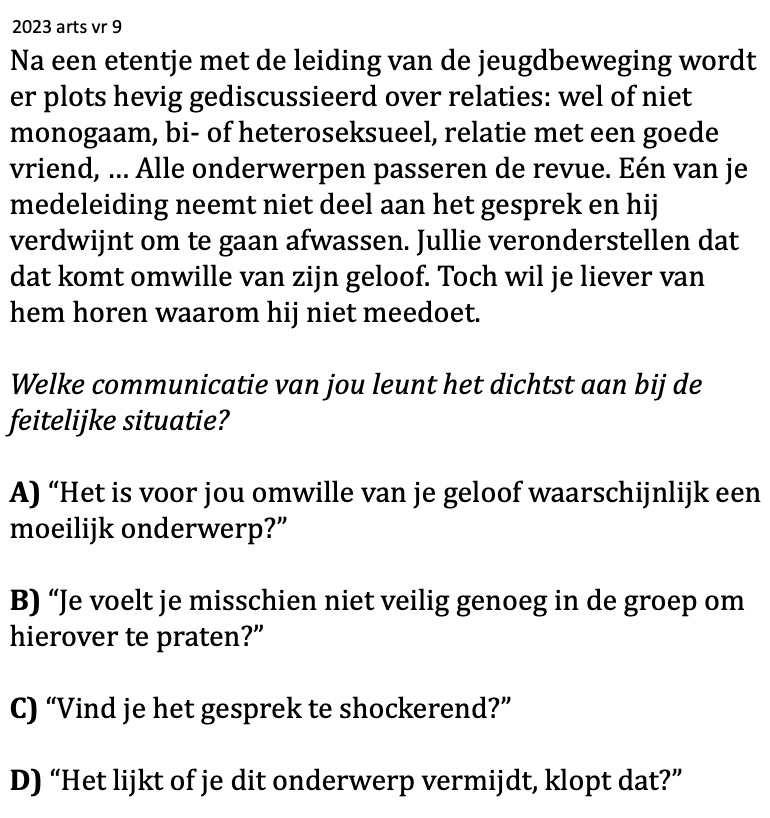 2023 arts vr 9
Na een etentje met de leiding van de jeugdbeweging wordt
er plots hevig gediscussieerd over relaties: wel of niet
monogaam, bi- of heteroseksueel, relatie met een goede
vriend, ... Alle onderwerpen passeren de revue. Eén van je
medeleiding neemt niet deel aan het gesprek en hij
verdwijnt om te gaan afwassen. Jullie veronderstellen dat
dat komt omwille van zijn geloof. Toch wil je liever van
hem horen waarom hij niet meedoet.
Welke communicatie van jou leunt het dichtst aan bij de
feitelijke situatie?
A) “Het is voor jou omwille van je geloof waarschijnlijk een
moeilijk onderwerp?”
B) “Je voelt je misschien niet veilig genoeg in de groep om
hierover te praten?”
C) “Vind je het gesprek te shockerend?”
D) “Het lijkt of je dit onderwerp vermijdt, klopt dat?”